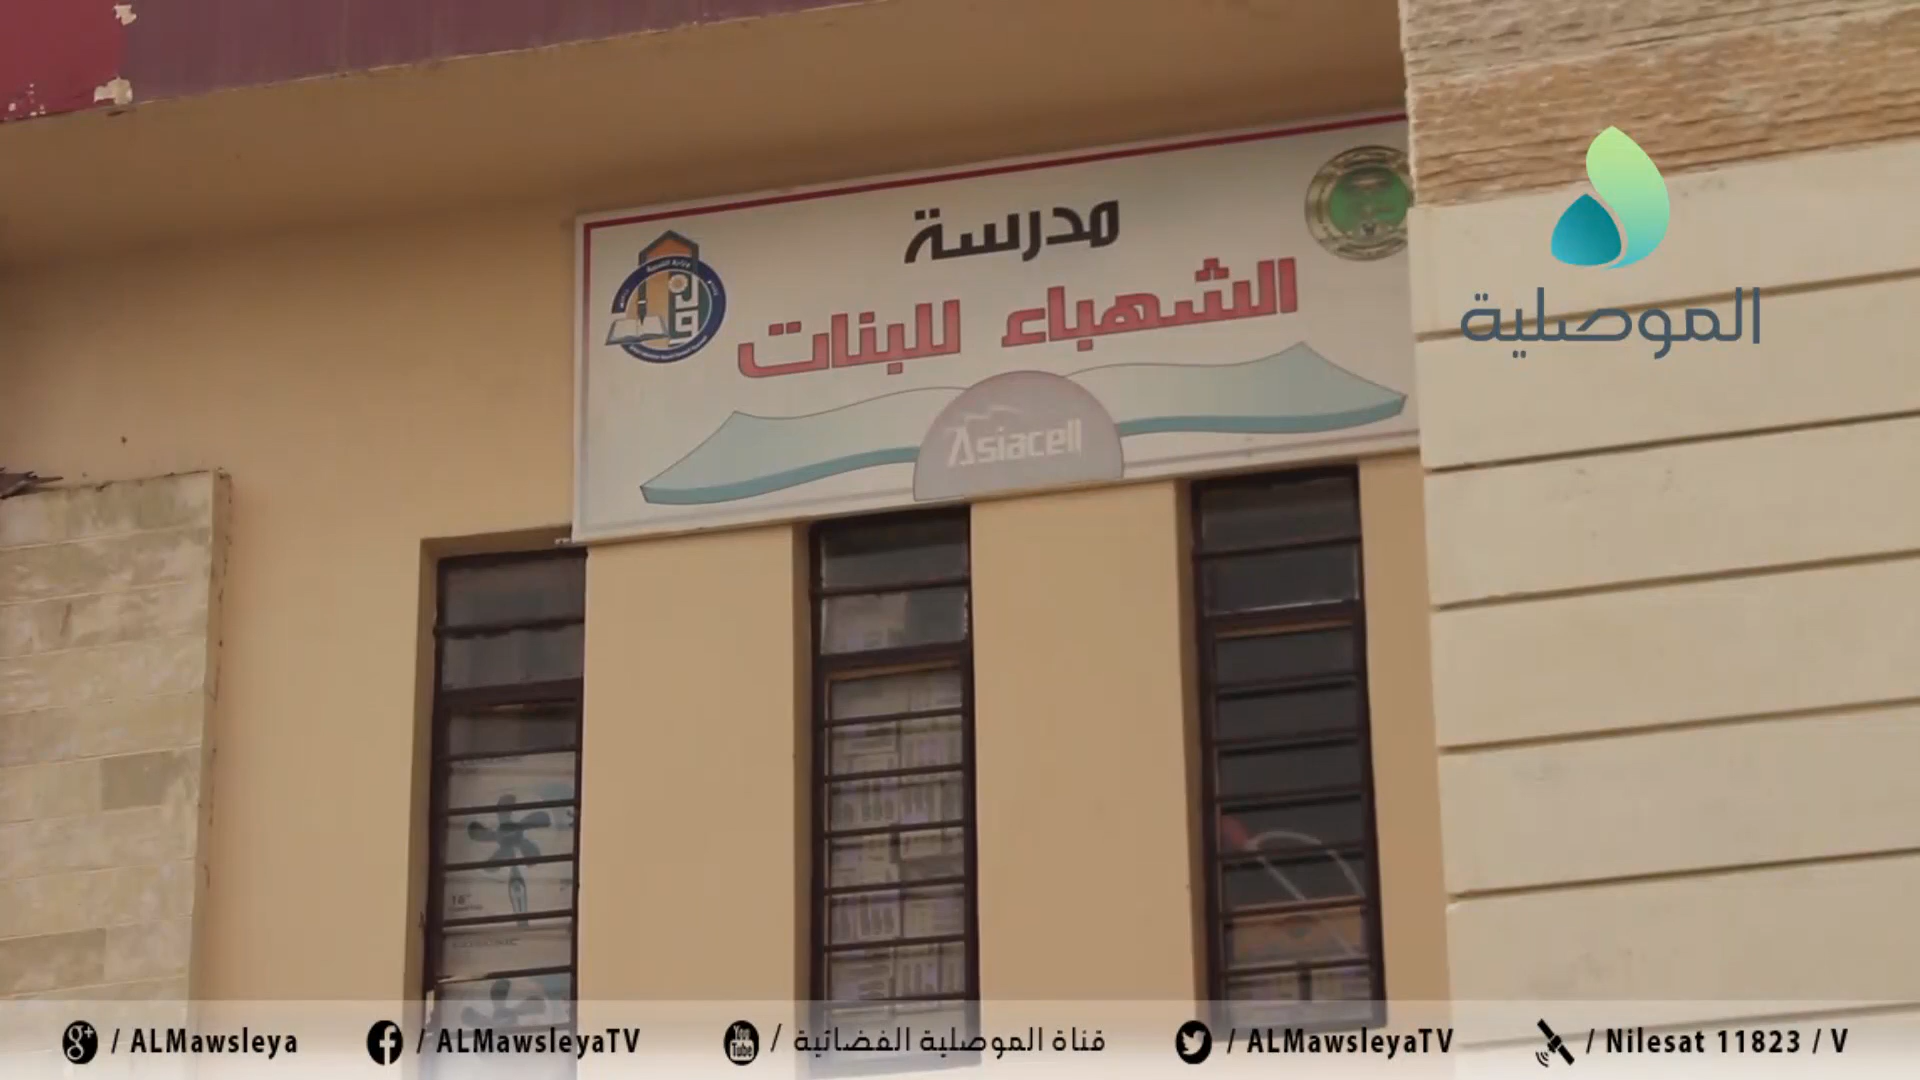 مدرسة
الشهباء للبنات
Asiacell
الموصلية
/ ALMawsleya
/ ALMawsleyaTV
/ قناة الموصلية الفضائية
/ ALMawsleyaTV
/ Nilesat 11823 / V